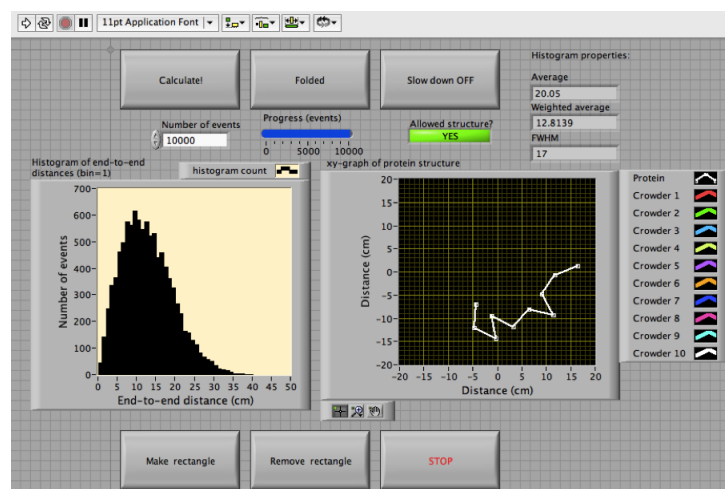 11pt Application Font
Calculate!
Folded
Slow down OFF
Histogram properties:
Average
20.05
Weighted average
12.8139
FWHM
17
Number of events
10000
Progress (events)
0 5000 10000
Allowed structure?
YES
Histogram of end-to-end
distances (bin=1)
histogram count
700
600
500
400
300
200
100
0
Number of events
0 5 10 15 20 25 30 35 40 45 50
End-to-end distance (cm)
xy-graph of protein structure
20
15
10
5
0
-5
-10
-15
-20
Distance (cm)
-20 -15 -10 -5 0 5 10 15 20
Distance (cm)
Protein
Crowder 1
Crowder 2
Crowder 3
Crowder 4
Crowder 5
Crowder 6
Crowder 7
Crowder 8
Crowder 9
Crowder 10
Make rectangle
Remove rectangle
STOP